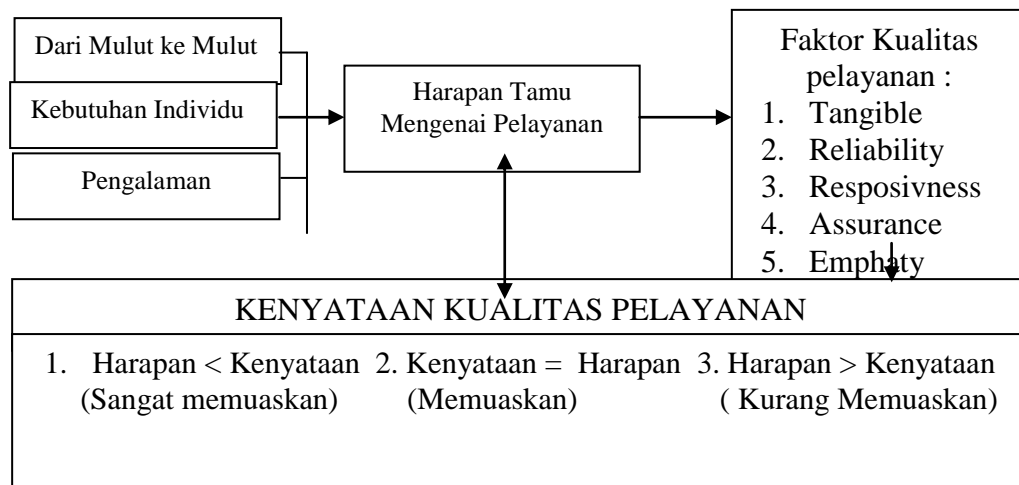 Dari Mulut ke Mulut
Kebutuhan Individu
Pengalaman
Harapan Tamu
Mengenai Pelayanan
Faktor Kualitas
pelayanan :
1. Tangible
2. Reliability
3. Resposivness
4. Assurance
5. Emphaty
KENYATAAN KUALITAS PELAYANAN
1. Harapan < Kenyataan 2. Kenyataan = Harapan 3. Harapan > Kenyataan
(Sangat memuaskan) (Memuaskan) ( Kurang Memuaskan)